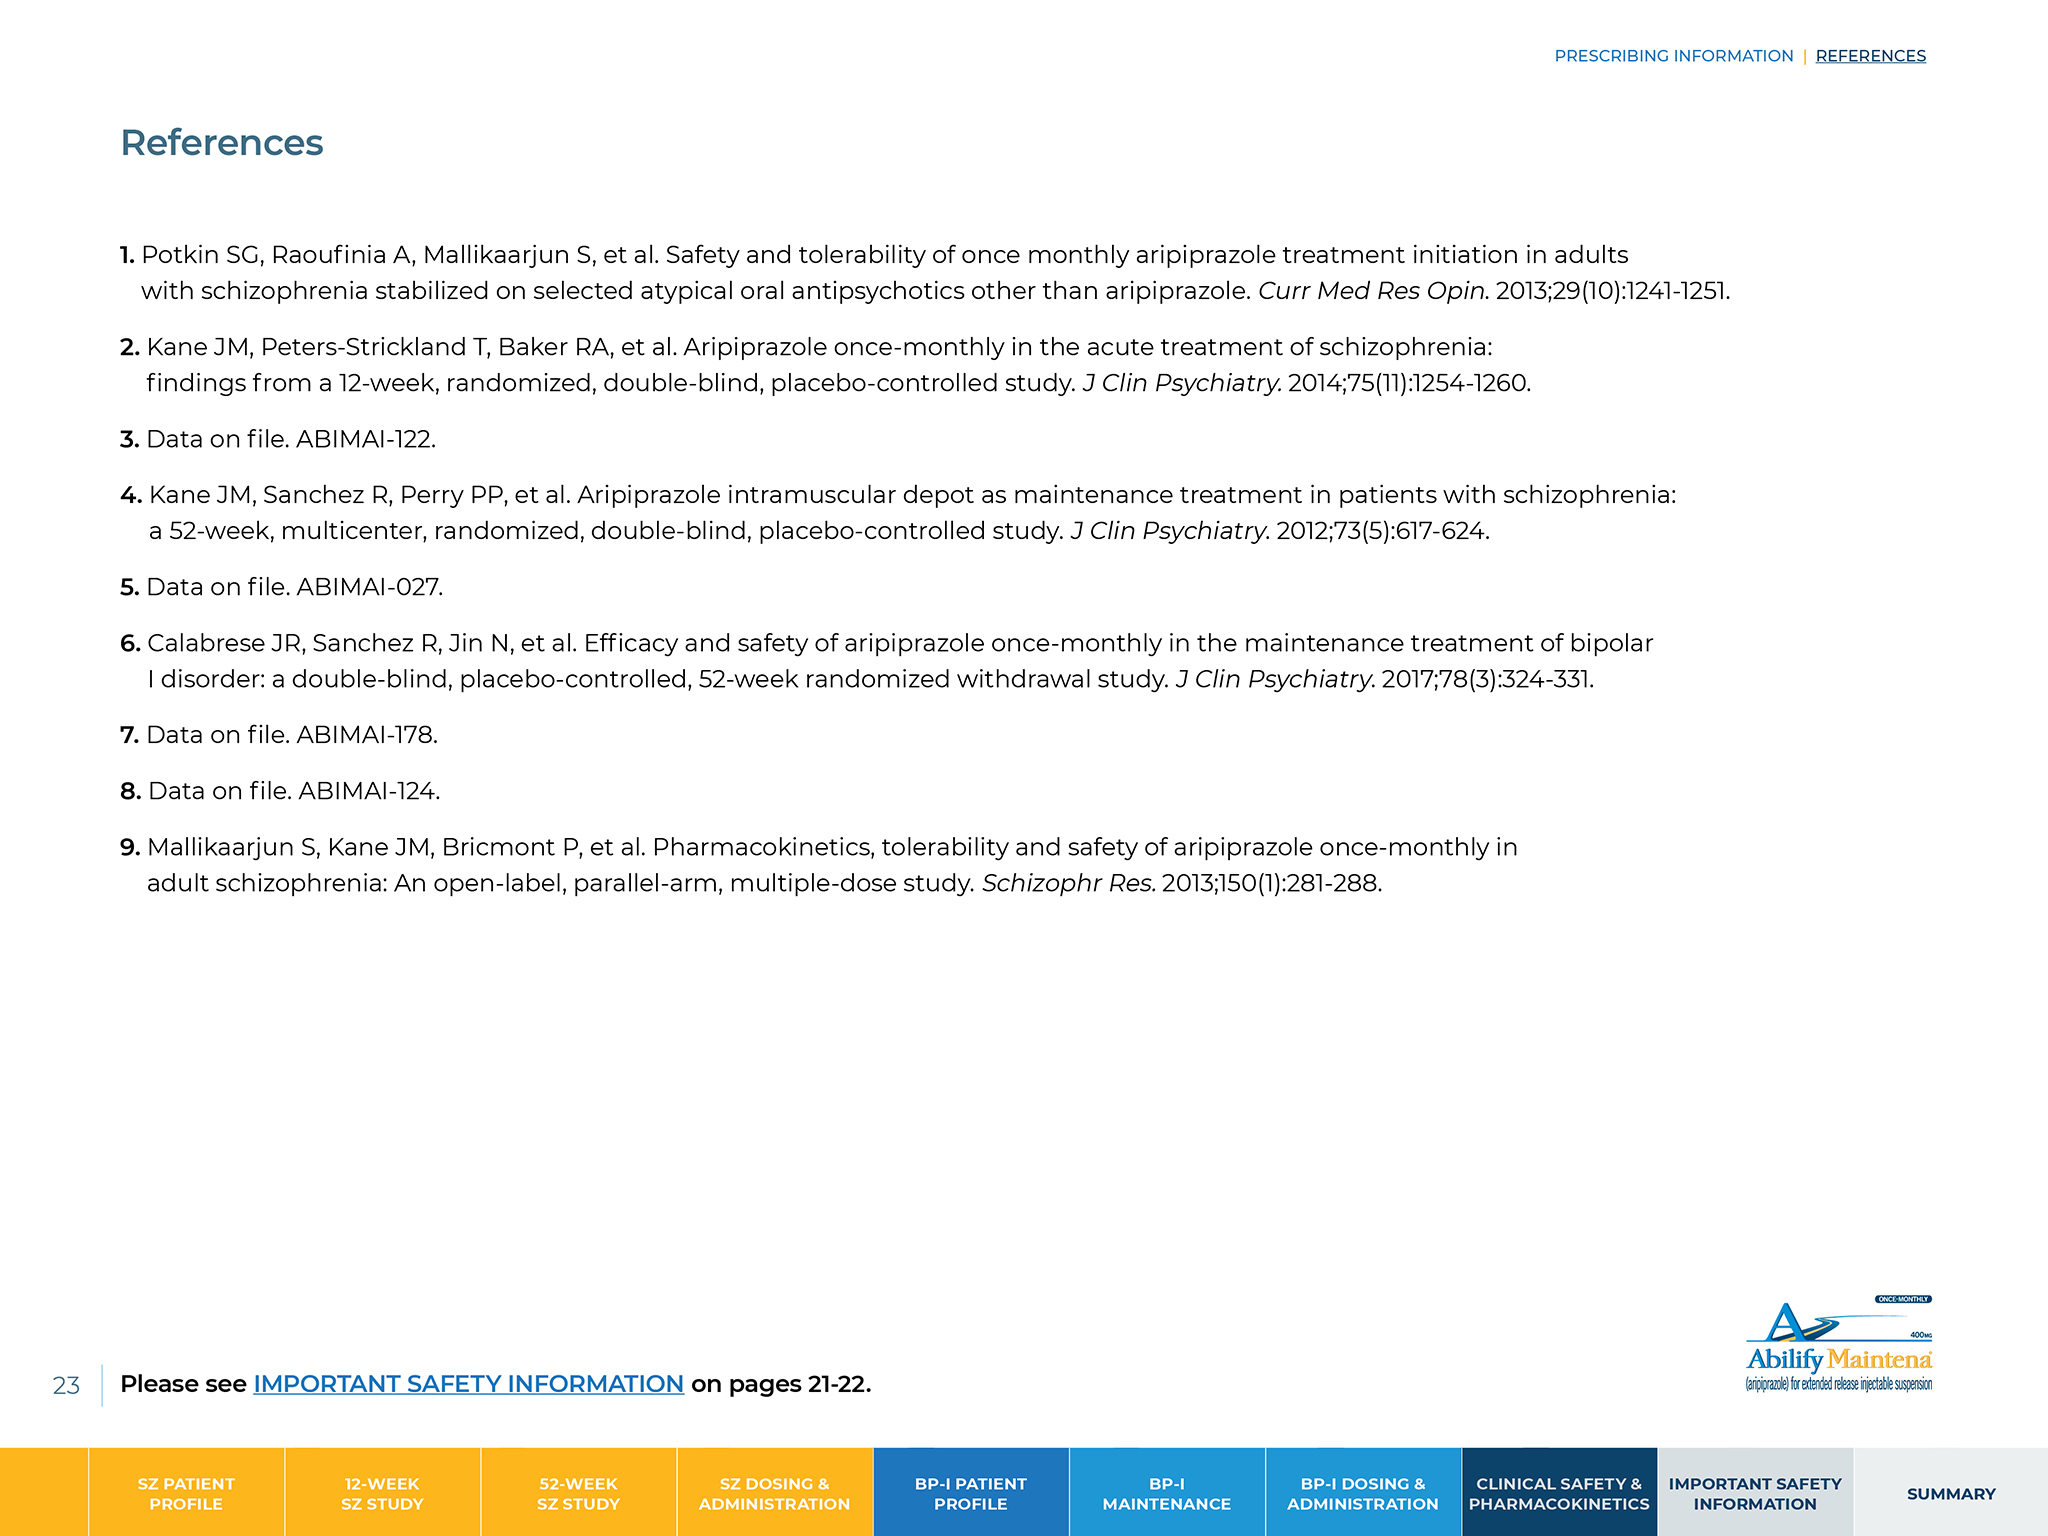 PRESCRIBING INFORMATION | REFERENCES
References
1. Potkin SG, Raoufinia A, Mallikaarjun S, et al. Safety and tolerability of once monthly aripiprazole treatment initiation in adults
with schizophrenia stabilized on selected atypical oral antipsychotics other than aripiprazole. Curr Med Res Opin. 2013;29(10):1241-1251.
2. Kane JM, Peters-Strickland T, Baker RA, et al. Aripiprazole once-monthly in the acute treatment of schizophrenia:
findings from a 12-week, randomized, double-blind, placebo-controlled study. J Clin Psychiatry. 2014;75(11):1254-1260.
3. Data on file. ABIMAI-122.
4. Kane JM, Sanchez R, Perry PP, et al. Aripiprazole intramuscular depot as maintenance treatment in patients with schizophrenia:
a 52-week, multicenter, randomized, double-blind, placebo-controlled study. J Clin Psychiatry. 2012;73(5):617-624.
5. Data on file. ABIMAI-027.
6. Calabrese JR, Sanchez R, Jin N, et al. Efficacy and safety of aripiprazole once-monthly in the maintenance treatment of bipolar
I disorder: a double-blind, placebo-controlled, 52-week randomized withdrawal study. J Clin Psychiatry. 2017;78(3):324-331.
7. Data on file. ABIMAI-178.
8. Data on file. ABIMAI-124.
9. Mallikaarjun S, Kane JM, Bricmont P, et al. Pharmacokinetics, tolerability and safety of aripiprazole once-monthly in
adult schizophrenia: An open-label, parallel-arm, multiple-dose study. Schizophr Res. 2013;150(1):281-288.
ONCE-MONTHLY
400MG
Abilify Maintena®
(aripiprazole) for extended release injectable suspension
23 Please see IMPORTANT SAFETY INFORMATION on pages 21-22.
SZ PATIENT
PROFILE
12-WEEK
SZ STUDY
52-WEEK
SZ STUDY
SZ DOSING &
ADMINISTRATION
BP-I PATIENT
PROFILE
BP-I
MAINTENANCE
BP-I DOSING &
ADMINISTRATION
CLINICAL SAFETY &
PHARMACOKINETICS
IMPORTANT SAFETY
INFORMATION
SUMMARY